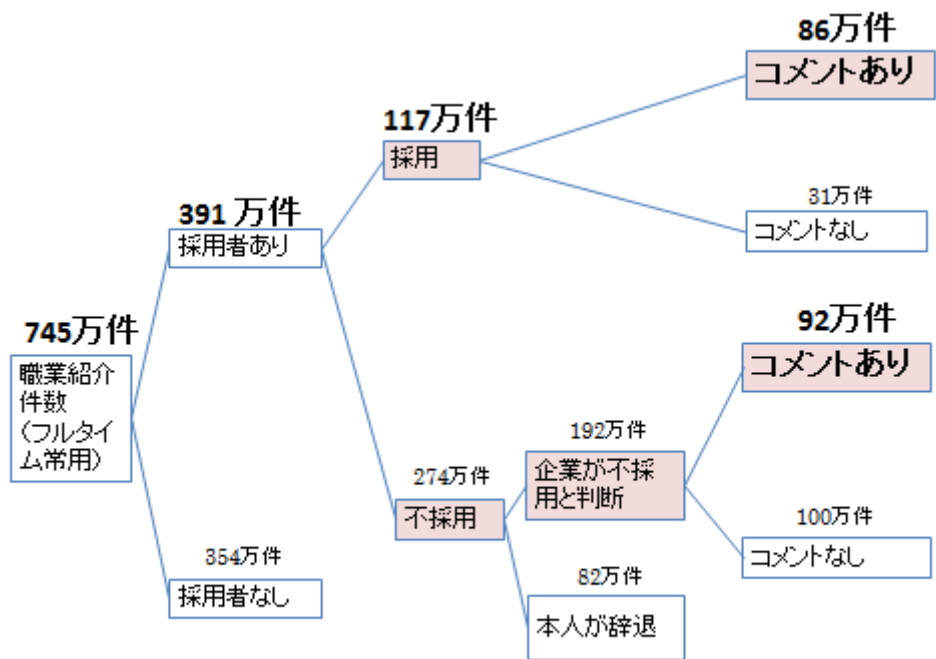 86万件
コメントあり
117万件
採用
31万件
コメントなし
391 万件
採用者あり
745万件
職業紹介
件数
（フルタイ
ム常用）
92万件
コメントあり
192万件
企業が不採
用と判断
274万件
不採用
100万件
コメントなし
354万件
採用者なし
82万件
本人が辞退